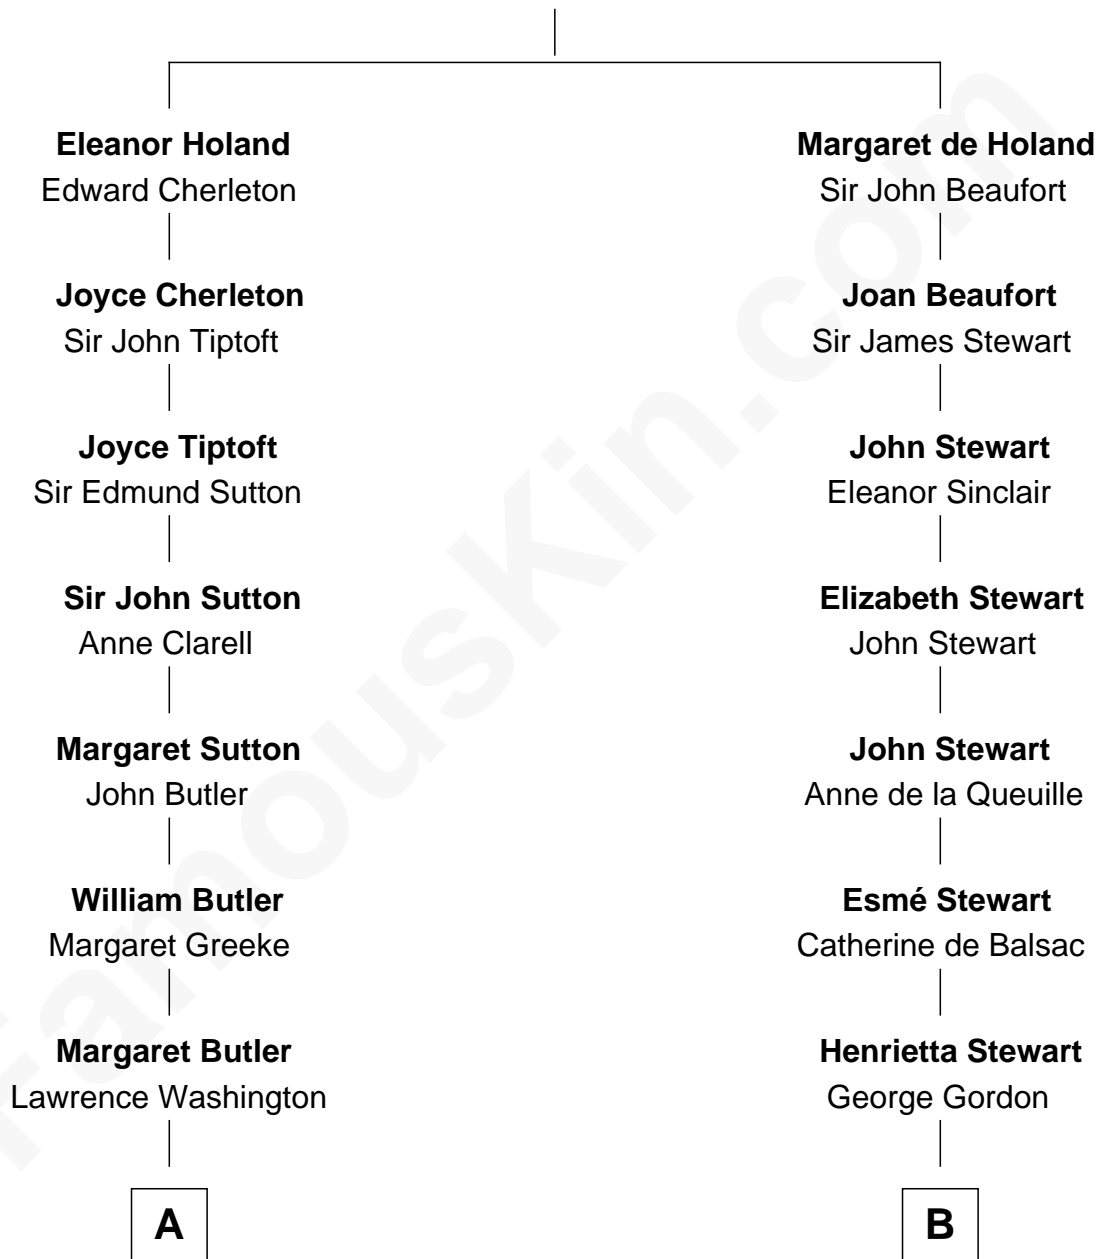 Eleanor Holand
Edward Cherleton
Joyce Cherleton
Sir John Tiptoft
Joyce Tiptoft
Sir Edmund Sutton
Sir John Sutton
Anne Clarell
Margaret Sutton
John Butler
William Butler
Margaret Greeke
Margaret Butler
Lawrence Washington
A
Margaret de Holand
Sir John Beaufort
Joan Beaufort
Sir James Stewart
John Stewart
Eleanor Sinclair
Elizabeth Stewart
John Stewart
John Stewart
Anne de la Queuille
Esmé Stewart
Catherine de Balsac
Henrietta Stewart
George Gordon
B
FamousKin.com